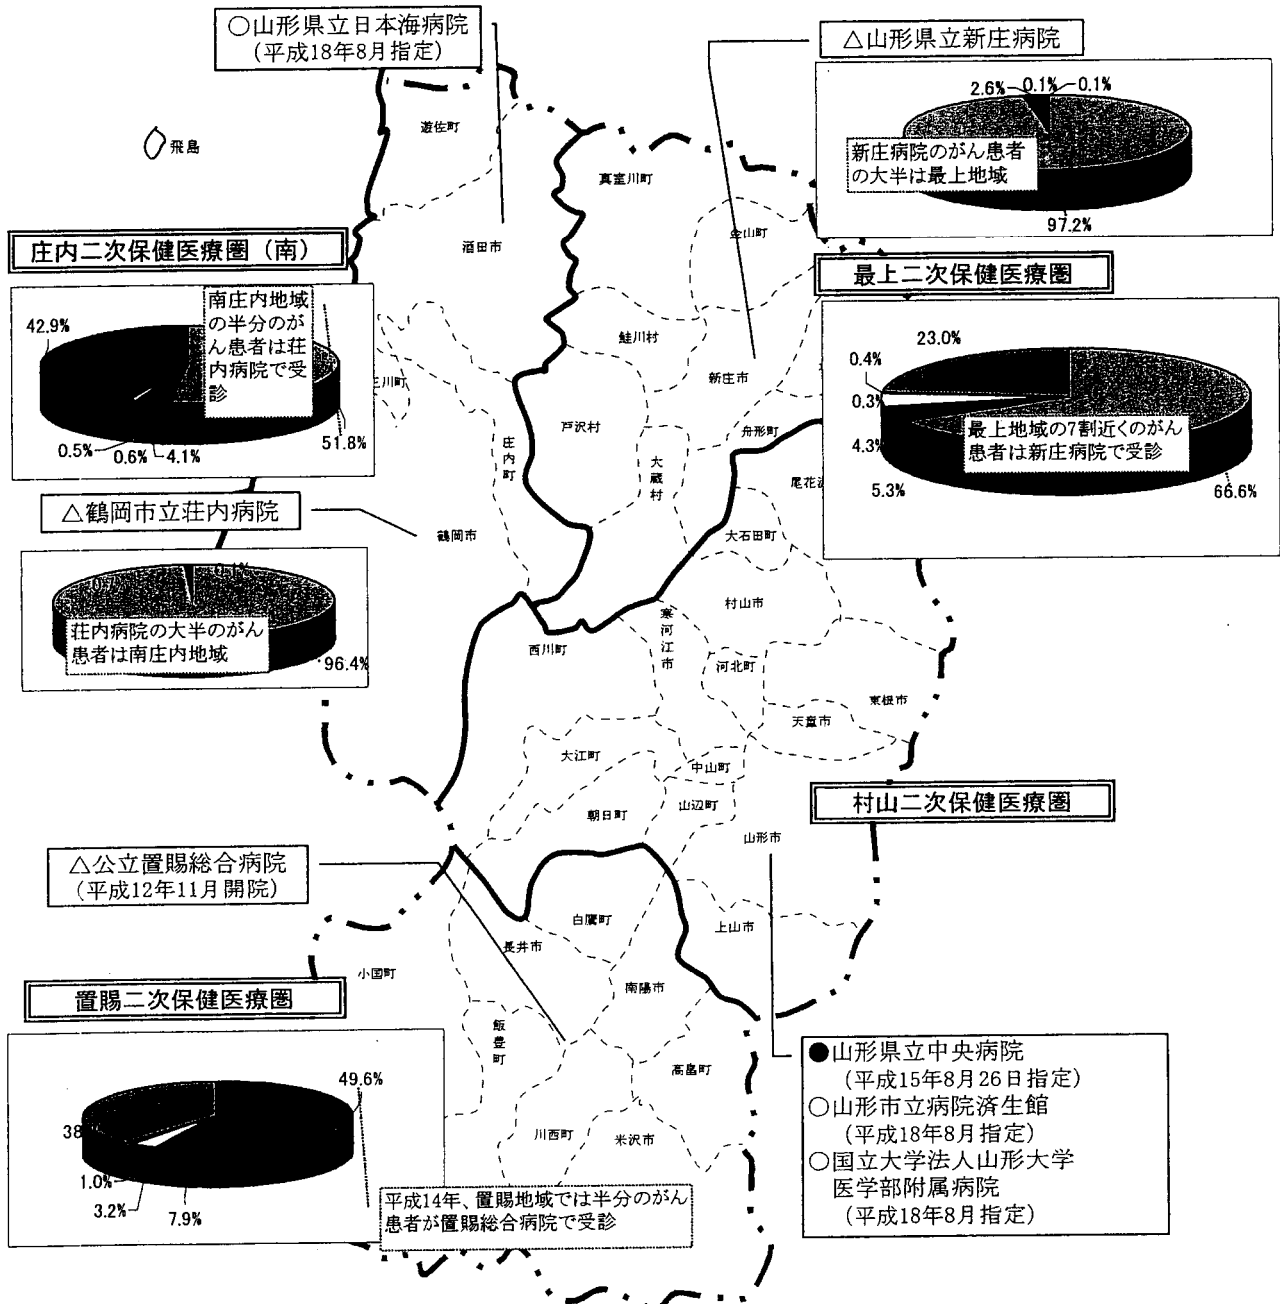 ○山形県立日本海病院
(平成18年8月指定)
△山形県立新庄病院
2.6%
0.1%
0.1%
新庄病院のがん患者
の大半は最上地域
97.2%
飛島
遊佐町
真室川町
金山町
酒田市
庄内二次保健医療圏（南）
最上二次保健医療圏
42.9%
南庄内地域
の半分のが
ん患者は荘
内病院で受
診
51.8%
0.5%
0.6%
4.1%
三川町
鮭川村
新庄市
戸沢村
舟形町
大蔵村
庄内町
0.4%
23.0%
0.3%
4.3%
5.3%
最上地域の7割近くのがん
患者は新庄病院で受診
66.6%
△鶴岡市立荘内病院
鶴岡市
尾花
大石田町
荘内病院の大半のがん
患者は南庄内地域
96.4%
村山市
西川町
寒河江市
河北町
東根市
天童市
大江町
中山町
朝日町
山辺町
山形市
村山二次保健医療圏
△公立置賜総合病院
(平成12年11月開院)
白鷹町
長井市
上山市
小国町
南陽市
置賜二次保健医療圏
飯豊町
高畠町
川西町
米沢市
49.6%
38
1.0%
3.2%
7.9%
平成14年、置賜地域では半分のがん
患者が置賜総合病院で受診
●山形県立中央病院
(平成15年8月26日指定)
○山形市立病院済生館
(平成18年8月指定)
○国立大学法人山形大学
医学部附属病院
(平成18年8月指定)